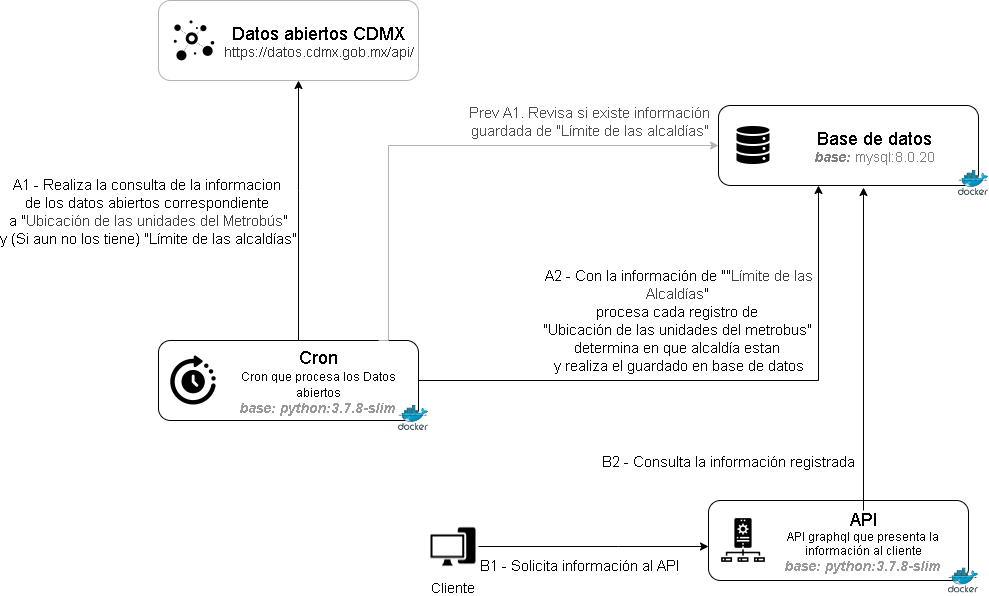 Datos abiertos CDMX
https://datos.cdmx.gob.mx/api/
Prev A1. Revisa si existe información
guardada de "Límite de las alcaldías"
Base de datos
base: mysql:8.0.20
docker
A1 - Realiza la consulta de la informacion
de los datos abiertos correspondiente
a "Ubicación de las unidades del Metrobús"
y (Si aun no los tiene) "Límite de las alcaldías"
A2 - Con la información de ""Límite de las
Alcaldías"
procesa cada registro de
"Ubicación de las unidades del metrobus"
determina en que alcaldía estan
y realiza el guardado en base de datos
Cron
Cron que procesa los Datos
abiertos
base: python:3.7.8-slim
docker
B2 - Consulta la información registrada
API
API graphql que presenta la
información al cliente
base: python:3.7.8-slim
docker
B1 - Solicita información al API
Cliente